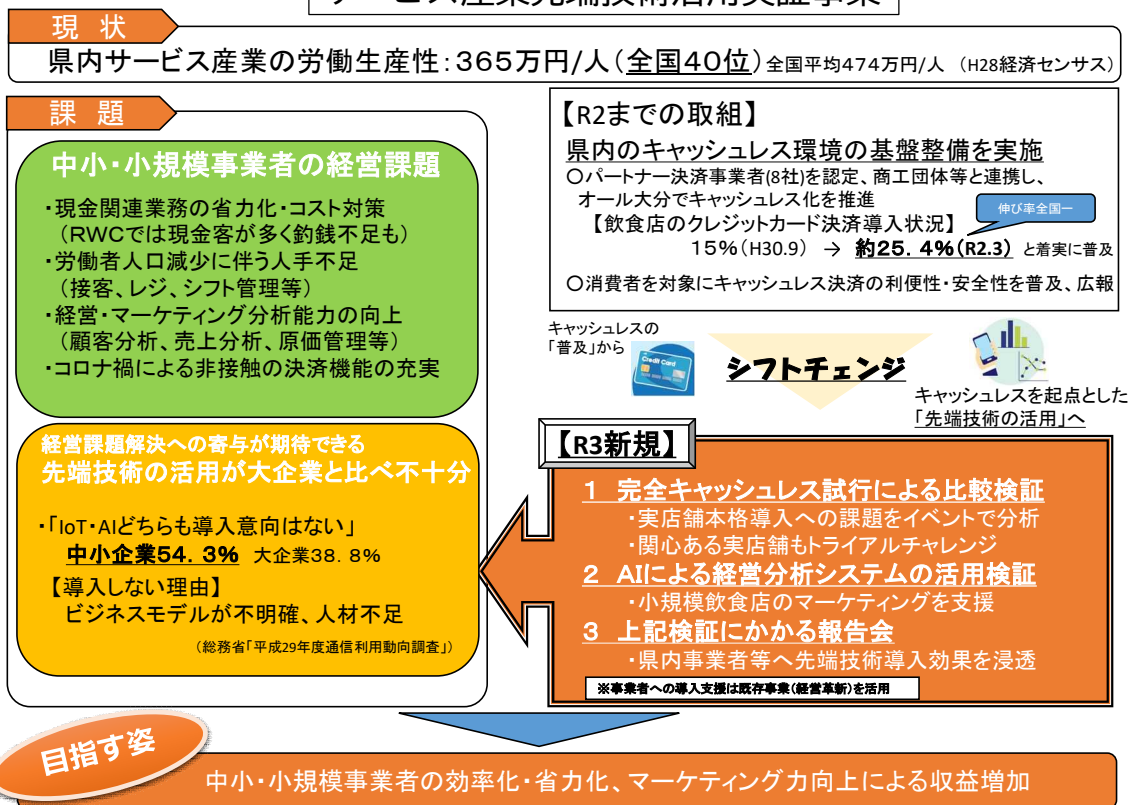 サービス産業先端技術活用実証事業
現 状
県内サービス産業の労働生産性:365万円/人(全国40位)全国平均474万円/人 (H28経済センサス)
課 題
中小・小規模事業者の経営課題
・現金関連業務の省力化・コスト対策
(RWCでは現金客が多く釣銭不足も)
・労働者人口減少に伴う人手不足
(接客、レジ、シフト管理等)
・経営・マーケティング分析能力の向上
(顧客分析、売上分析、原価管理等)
・コロナ禍による非接触の決済機能の充実
経営課題解決への寄与が期待できる
先端技術の活用が大企業と比べ不十分
・「IoT・AIどちらも導入意向はない」
中小企業54.3% 大企業38.8%
【導入しない理由】
ビジネスモデルが不明確、人材不足
(総務省「平成29年度通信利用動向調査」)
【R2までの取組】
県内のキャッシュレス環境の基盤整備を実施
〇パートナー決済事業者(8社)を認定、商工団体等と連携し、
オール大分でキャッシュレス化を推進
伸び率全国一
【飲食店のクレジットカード決済導入状況】
15%(H30.9) → 約25.4%(R2.3) と着実に普及
〇消費者を対象にキャッシュレス決済の利便性・安全性を普及、広報
キャッシュレスの
「普及」から
Credit Card
シフトチェンジ
キャッシュレスを起点とした
「先端技術の活用」へ
【R3新規】
1 完全キャッシュレス試行による比較検証
・実店舗本格導入への課題をイベントで分析
・関心ある実店舗もトライアルチャレンジ
2 AIによる経営分析システムの活用検証
・小規模飲食店のマーケティングを支援
3 上記検証にかかる報告会
・県内事業者等へ先端技術導入効果を浸透
※事業者への導入支援は既存事業(経営革新)を活用
目指す姿
中小・小規模事業者の効率化・省力化、マーケティング力向上による収益増加